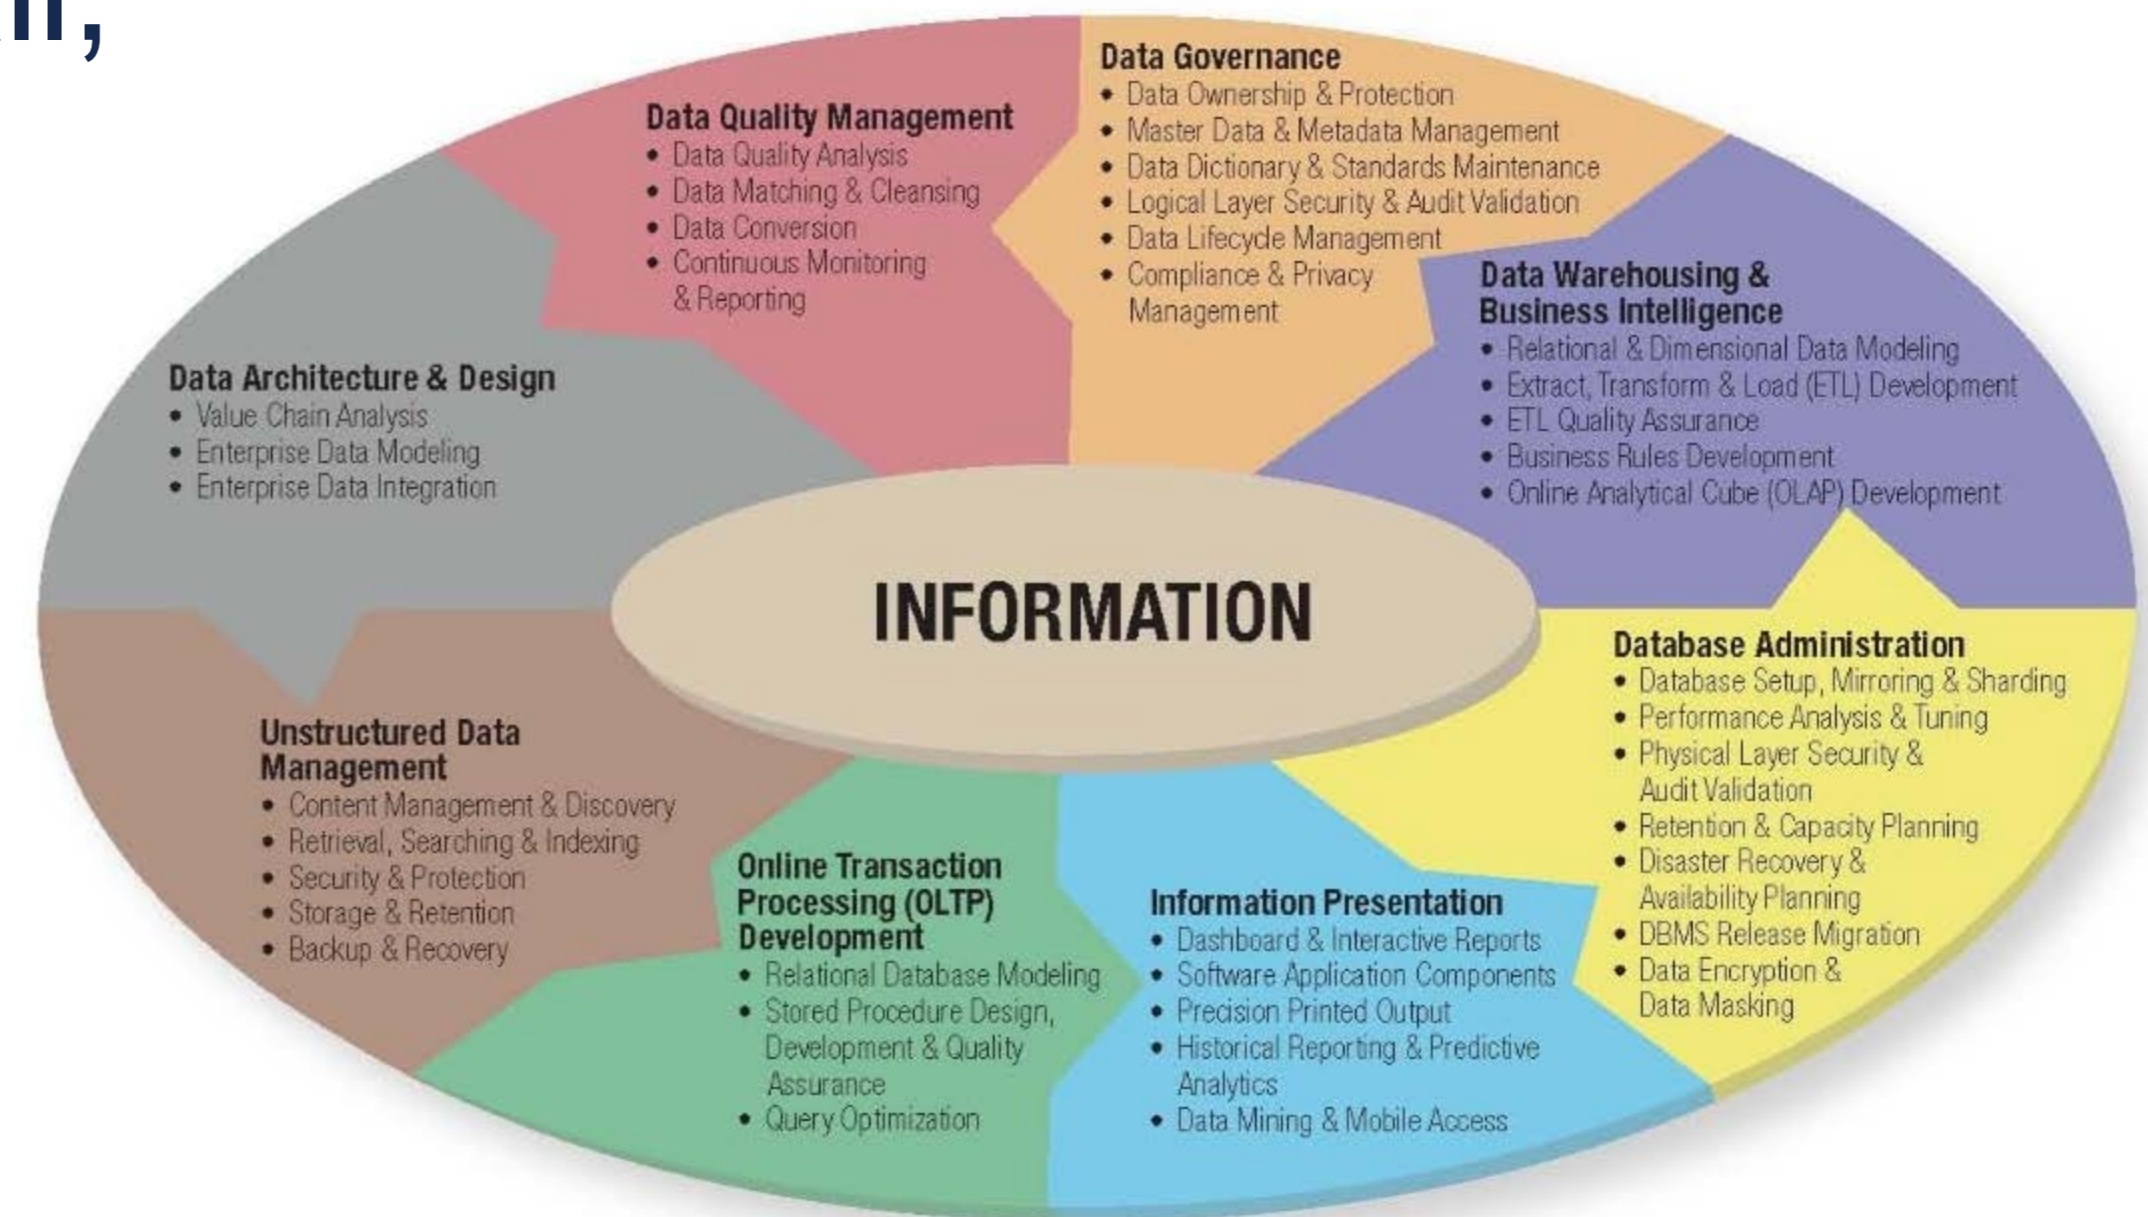 Data Governance
• Data Ownership & Protection
• Master Data & Metadata Management
• Data Dictionary & Standards Maintenance
• Logical Layer Security & Audit Validation
• Data Lifecycle Management
• Compliance & Privacy
Management
Data Quality Management
• Data Quality Analysis
• Data Matching & Cleansing
• Data Conversion
• Continuous Monitoring
& Reporting
Data Warehousing &
Business Intelligence
• Relational & Dimensional Data Modeling
• Extract, Transform & Load (ETL) Development
• ETL Quality Assurance
• Business Rules Development
• Online Analytical Cube (OLAP) Development
Data Architecture & Design
• Value Chain Analysis
• Enterprise Data Modeling
• Enterprise Data Integration
INFORMATION
Database Administration
• Database Setup, Mirroring & Sharding
• Performance Analysis & Tuning
• Physical Layer Security &
Audit Validation
• Retention & Capacity Planning
• Disaster Recovery &
Availability Planning
• DBMS Release Migration
• Data Encryption &
Data Masking
Unstructured Data
Management
• Content Management & Discovery
• Retrieval, Searching & Indexing
• Security & Protection
• Storage & Retention
• Backup & Recovery
Online Transaction
Processing (OLTP)
Development
• Relational Database Modeling
• Stored Procedure Design,
Development & Quality
Assurance
• Query Optimization
Information Presentation
• Dashboard & Interactive Reports
• Software Application Components
• Precision Printed Output
• Historical Reporting & Predictive
Analytics
• Data Mining & Mobile Access